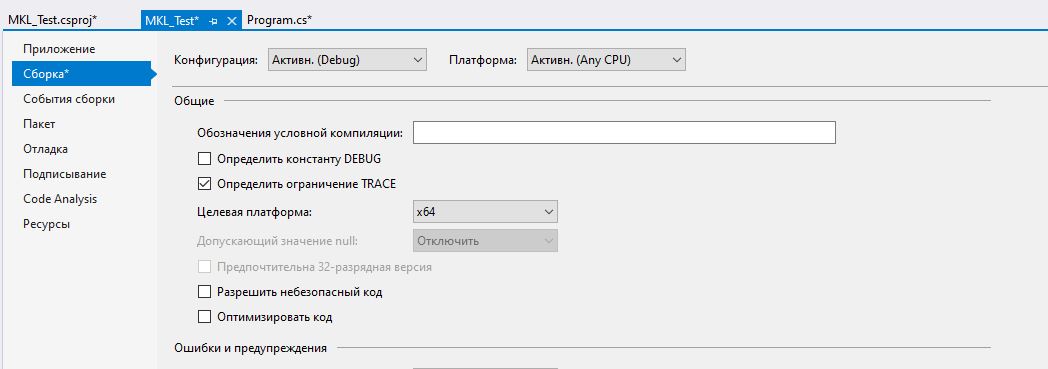 MKL_Test.csproj*
MKL_Test*
Program.cs*
Приложение
Сборка*
События сборки
Пакет
Отладка
Подписывание
Code Analysis
Ресурсы
Конфигурация: Активн. (Debug) Платформа: Активн. (Any CPU)
Общие
Обозначения условной компиляции:
Определить константу DEBUG
Определить ограничение TRACE
Целевая платформа: x64
Допускающий значение null: Отключить
Предпочтительна 32-разрядная версия
Разрешить небезопасный код
Оптимизировать код
Ошибки и предупреждения